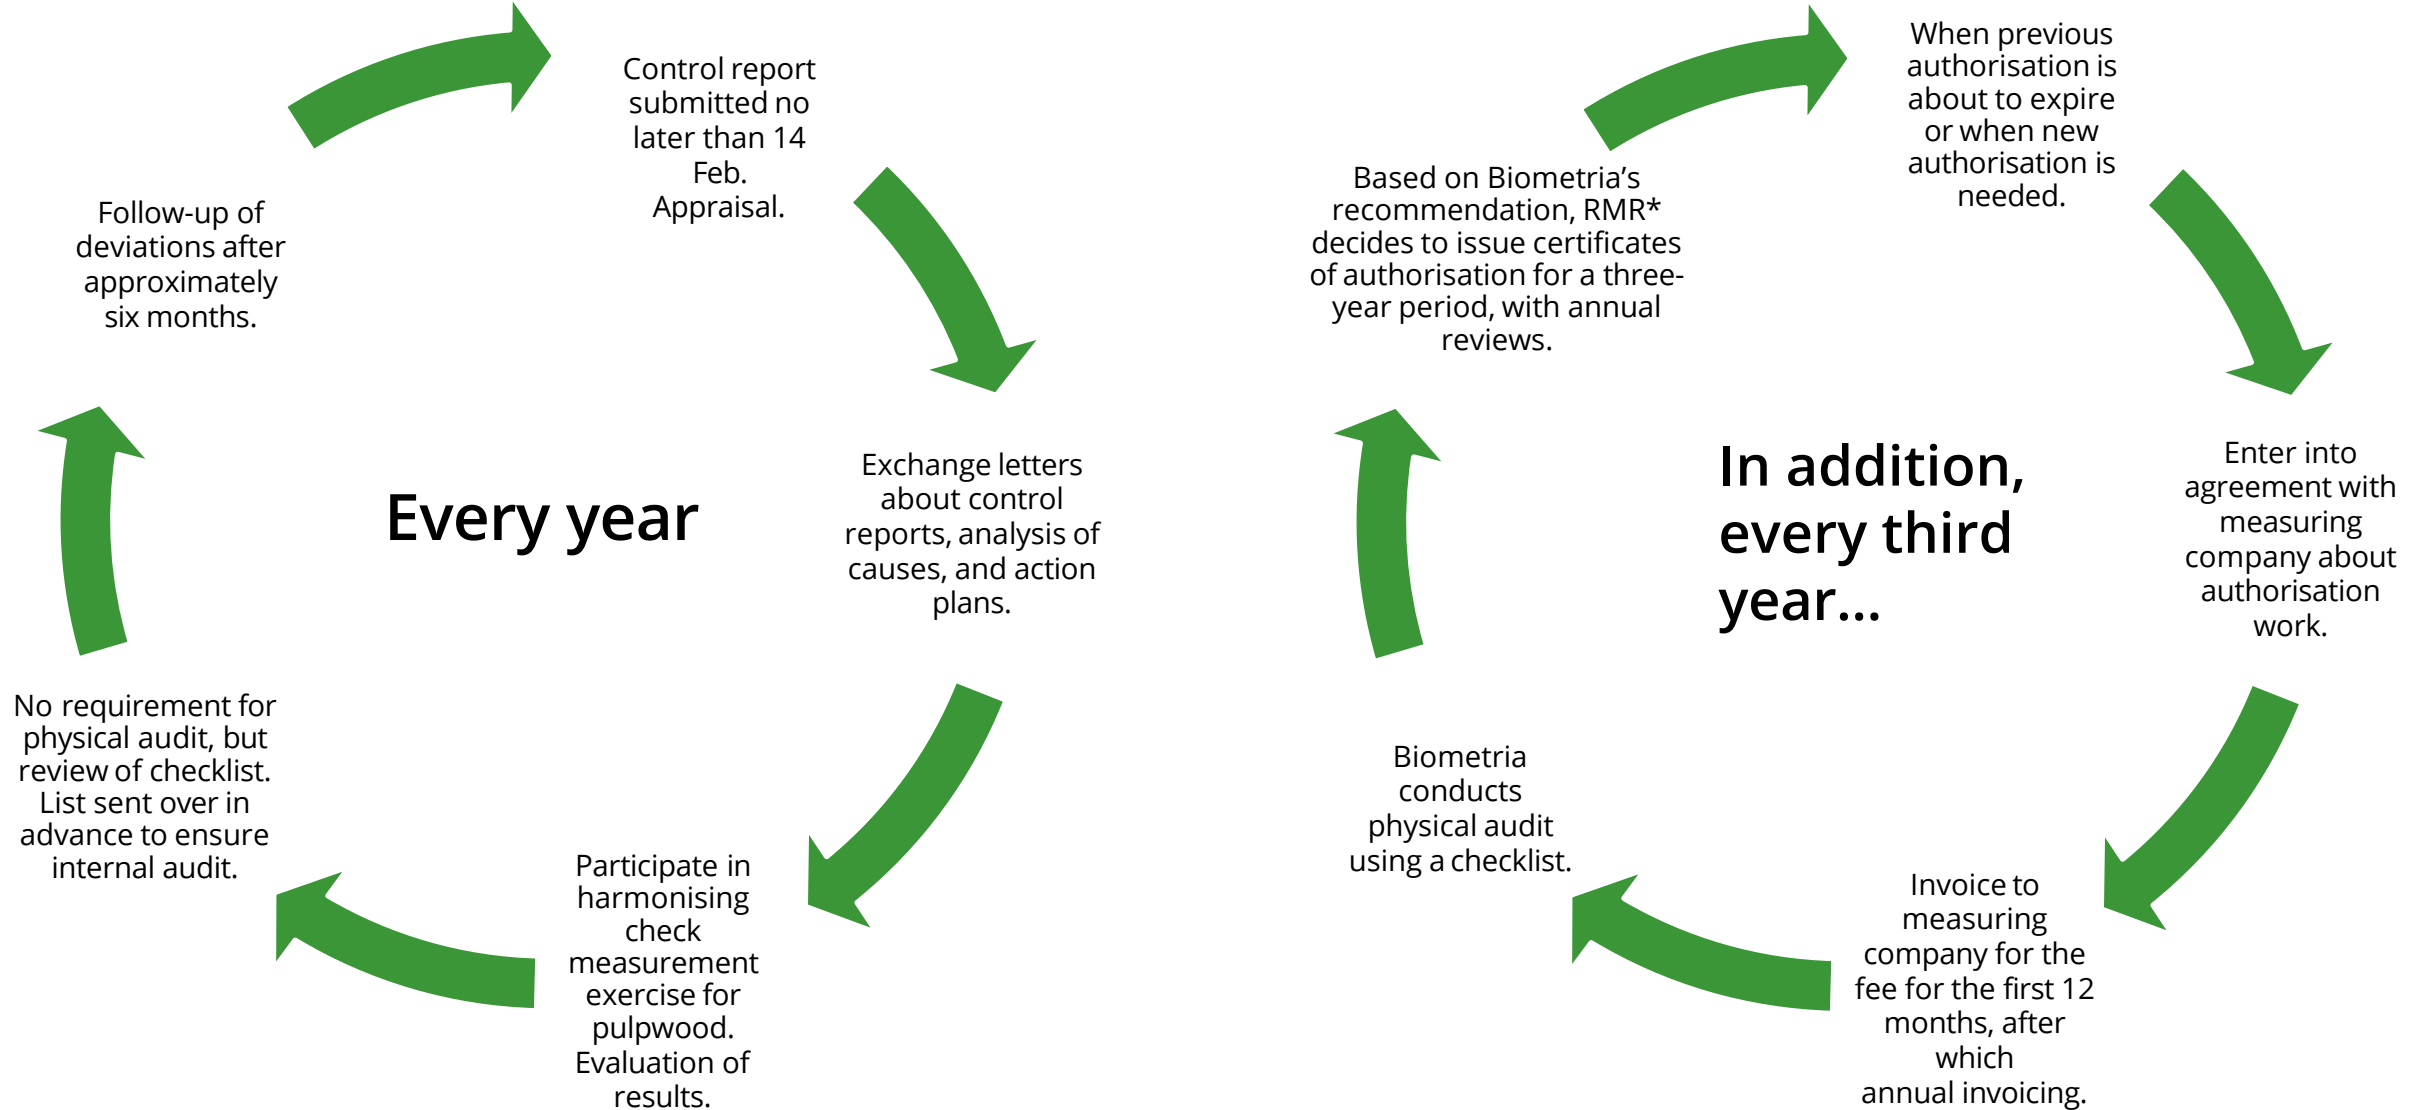 Control report
submitted no
later than 14
Feb.
Appraisal.
Exchange letters
about control
reports, analysis of
causes, and action
plans.
Participate in
harmonising
check
measurement
exercise for
pulpwood.
Evaluation of
results.
No requirement for
physical audit, but
review of checklist.
List sent over in
advance to ensure
internal audit.
Follow-up of
deviations after
approximately
six months.
Every year
When previous
authorisation is
about to expire
or when new
authorisation is
needed.
Enter into
agreement with
measuring
company about
authorisation
work.
Invoice to
measuring
company for the
fee for the first 12
months, after
which
annual invoicing.
Biometria
conducts
physical audit
using a checklist.
Based on Biometria’s
recommendation, RMR*
decides to issue certificates
of authorisation for a three-
year period, with annual
reviews.
In addition,
every third
year...